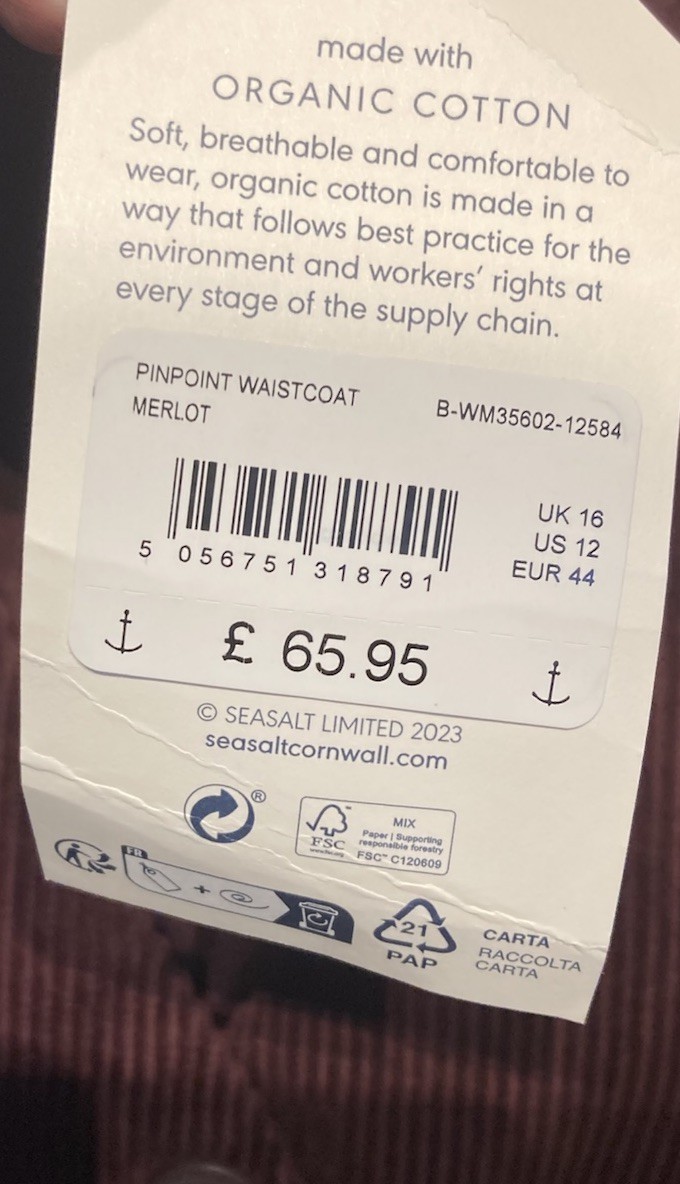 made with
ORGANIC COTTON
Soft, breathable and comfortable to
wear, organic cotton is made in a
way that follows best practice for the
environment and workers' rights at
every stage of the supply chain.
PINPOINT WAISTCOAT
MERLOT
B-WM35602-12584
UK 16
US 12
EUR 44
5 056751 318791
£ 65.95
© SEASALT LIMITED 2023
seasaltcornwall.com
®
FSC
MIX
Paper | Supporting
responsible forestry
FSC™ C120609
FR
+
21
PAP
CARTA
RACCOLTA
CARTA